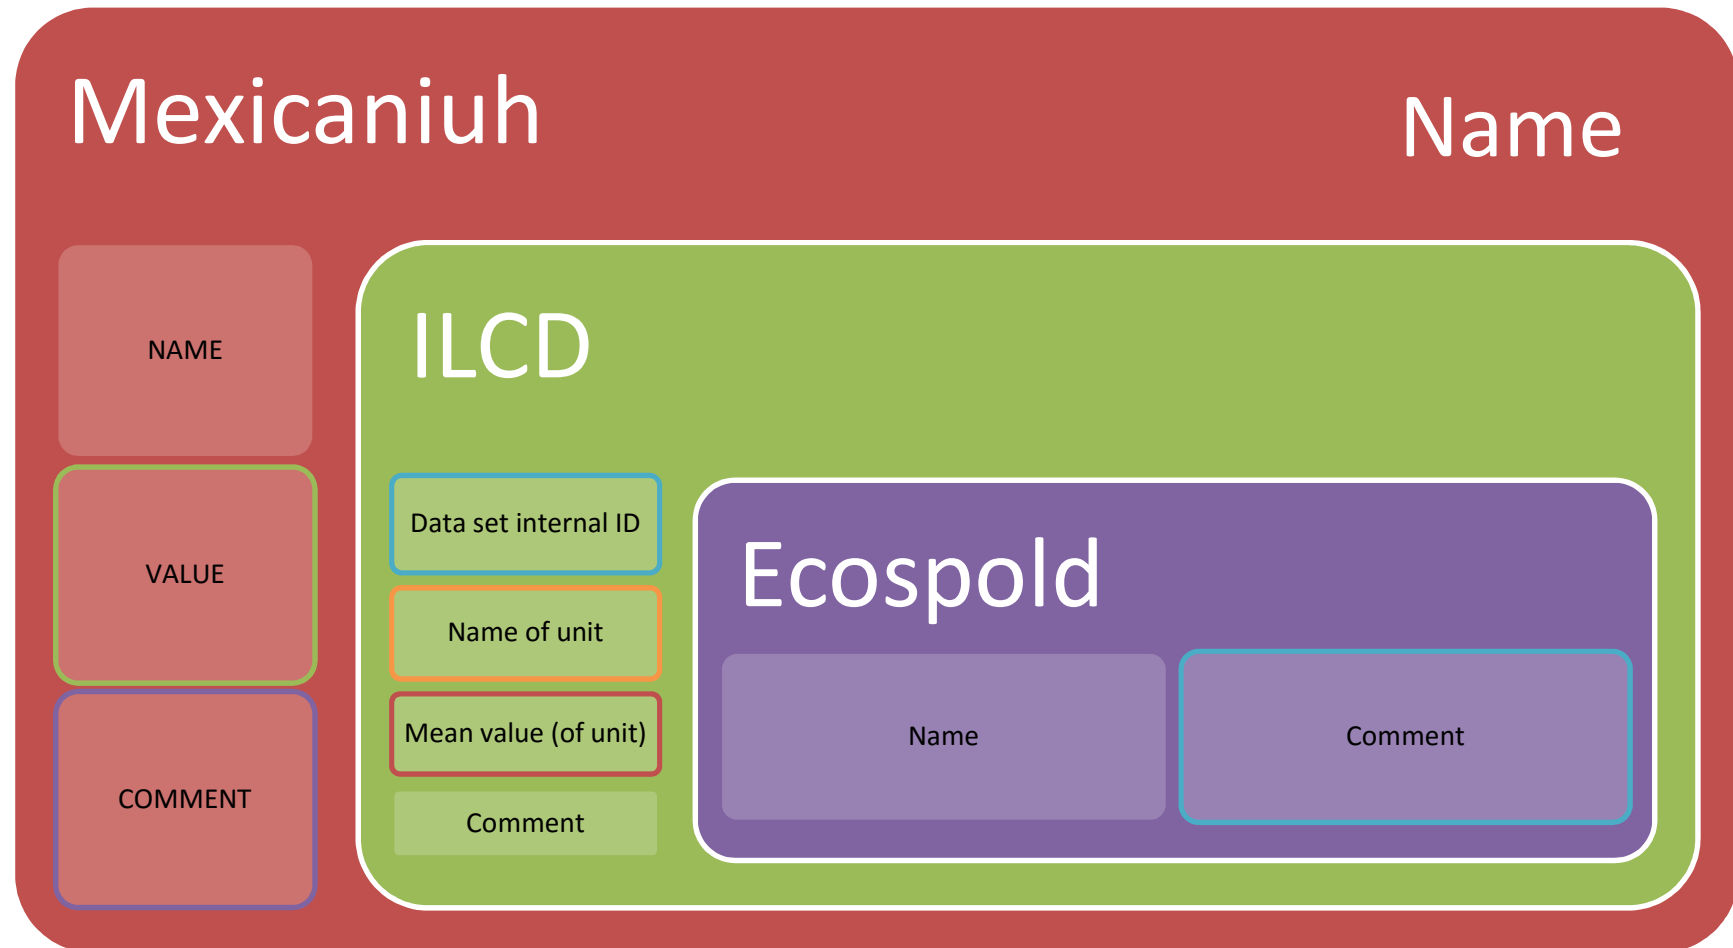 Mexicaniuh
Name
NAME
VALUE
COMMENT
ILCD
Data set internal ID
Name of unit
Mean value (of unit)
Comment
Ecospold
Name
Comment